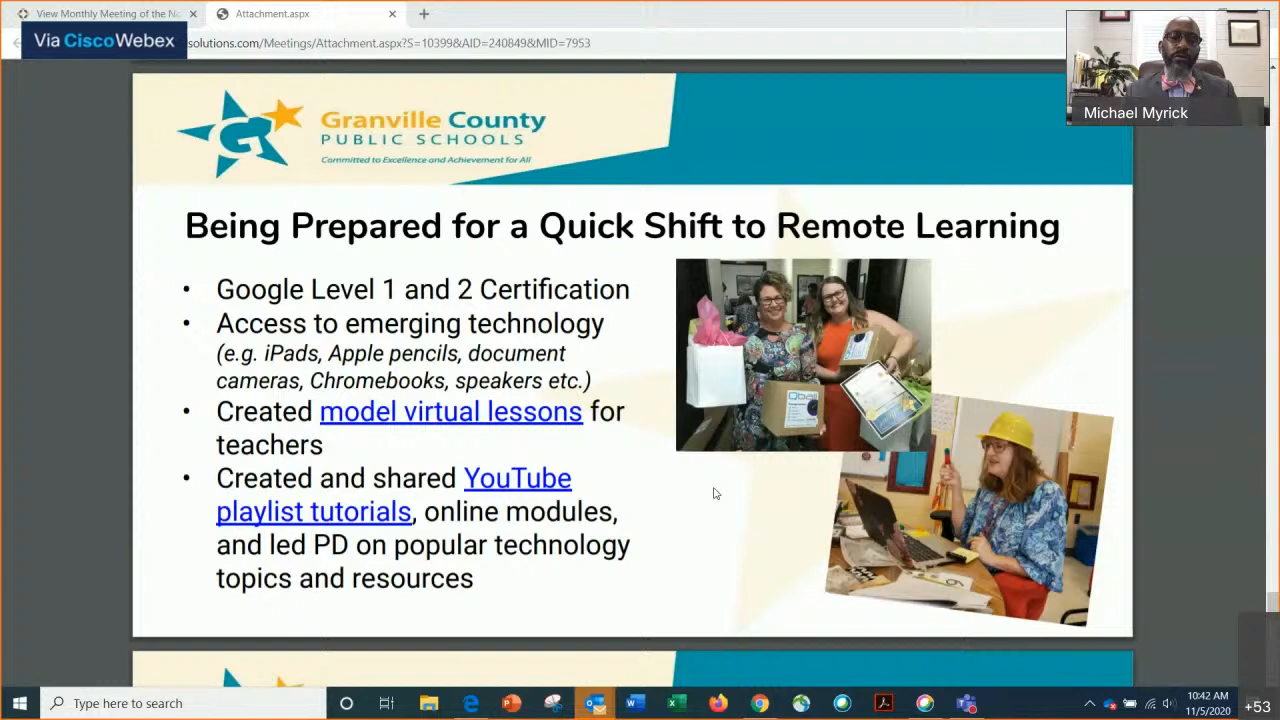 View Monthly Meeting of the No
Attachment.aspx
Via CiscoWebex
solutions.com/Meetings/Attachment.aspx?S=10399&AID=240849&MID=7953
Michael Myrick
G
Granville County
PUBLIC SCHOOLS
Committed to Excellence and Achievement for All
Being Prepared for a Quick Shift to Remote Learning
• Google Level 1 and 2 Certification
• Access to emerging technology
(e.g. iPads, Apple pencils, document
cameras, Chromebooks, speakers etc.)
• Created model virtual lessons for
teachers
• Created and shared YouTube
playlist tutorials, online modules,
and led PD on popular technology
topics and resources
Qball
Type here to search
10:42 AM
11/5/2020
+53